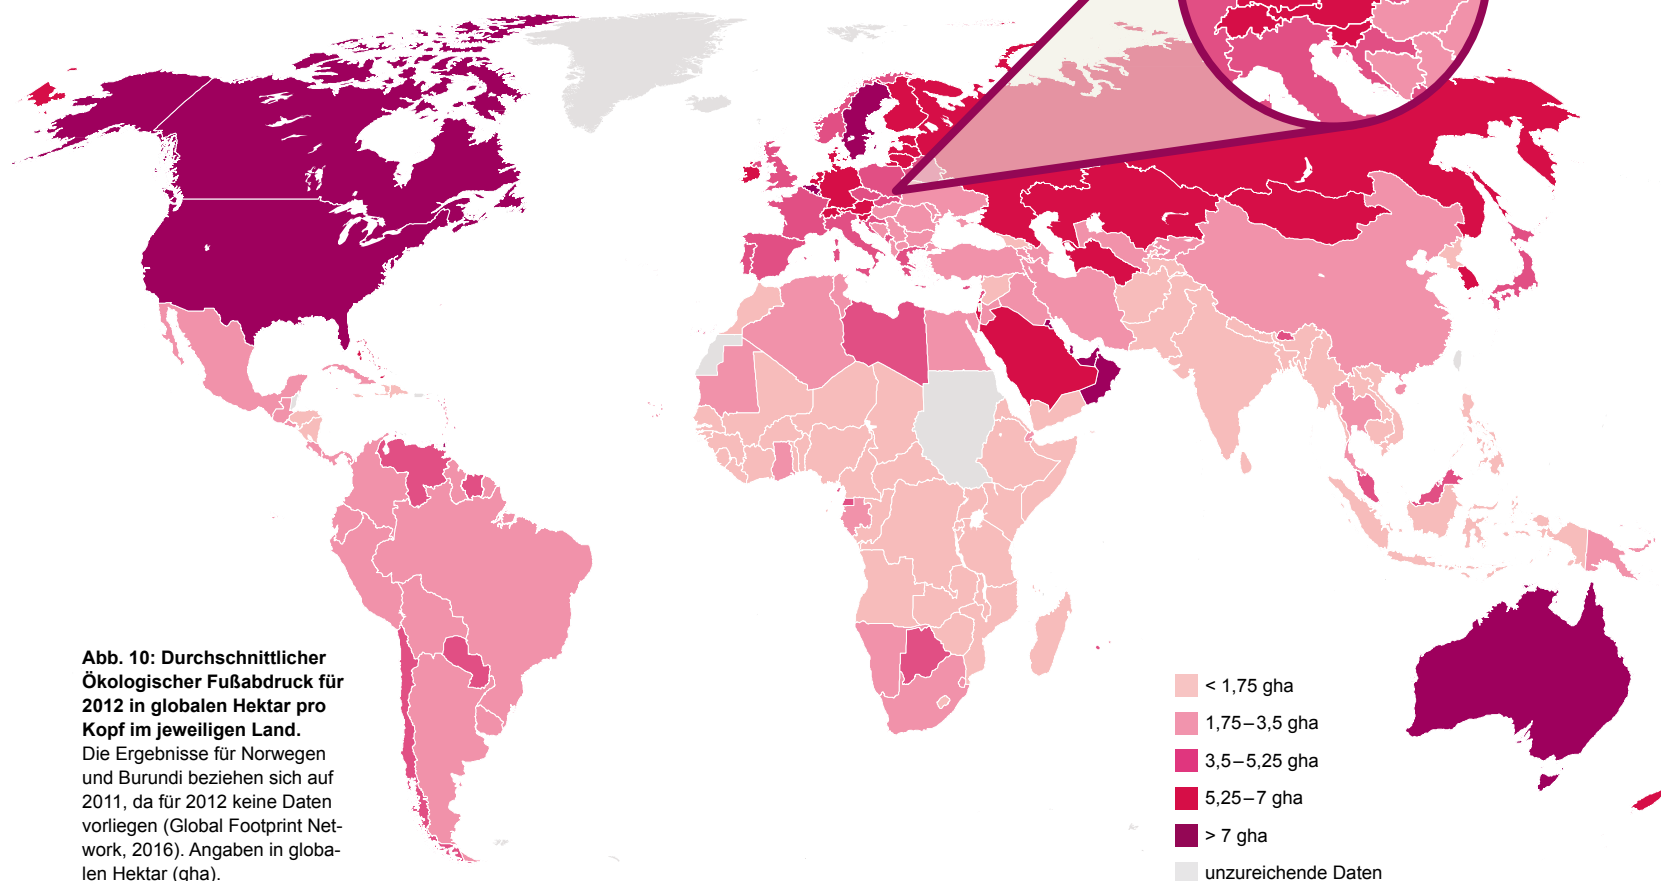 Abb. 10: Durchschnittlicher
Ökologischer Fußabdruck für
2012 in globalen Hektar pro
Kopf im jeweiligen Land.
Die Ergebnisse für Norwegen
und Burundi beziehen sich auf
2011, da für 2012 keine Daten
vorliegen (Global Footprint Net-
work, 2016). Angaben in globa-
len Hektar (gha).
< 1,75 gha
1,75–3,5 gha
3,5–5,25 gha
5,25–7 gha
> 7 gha
unzureichende Daten